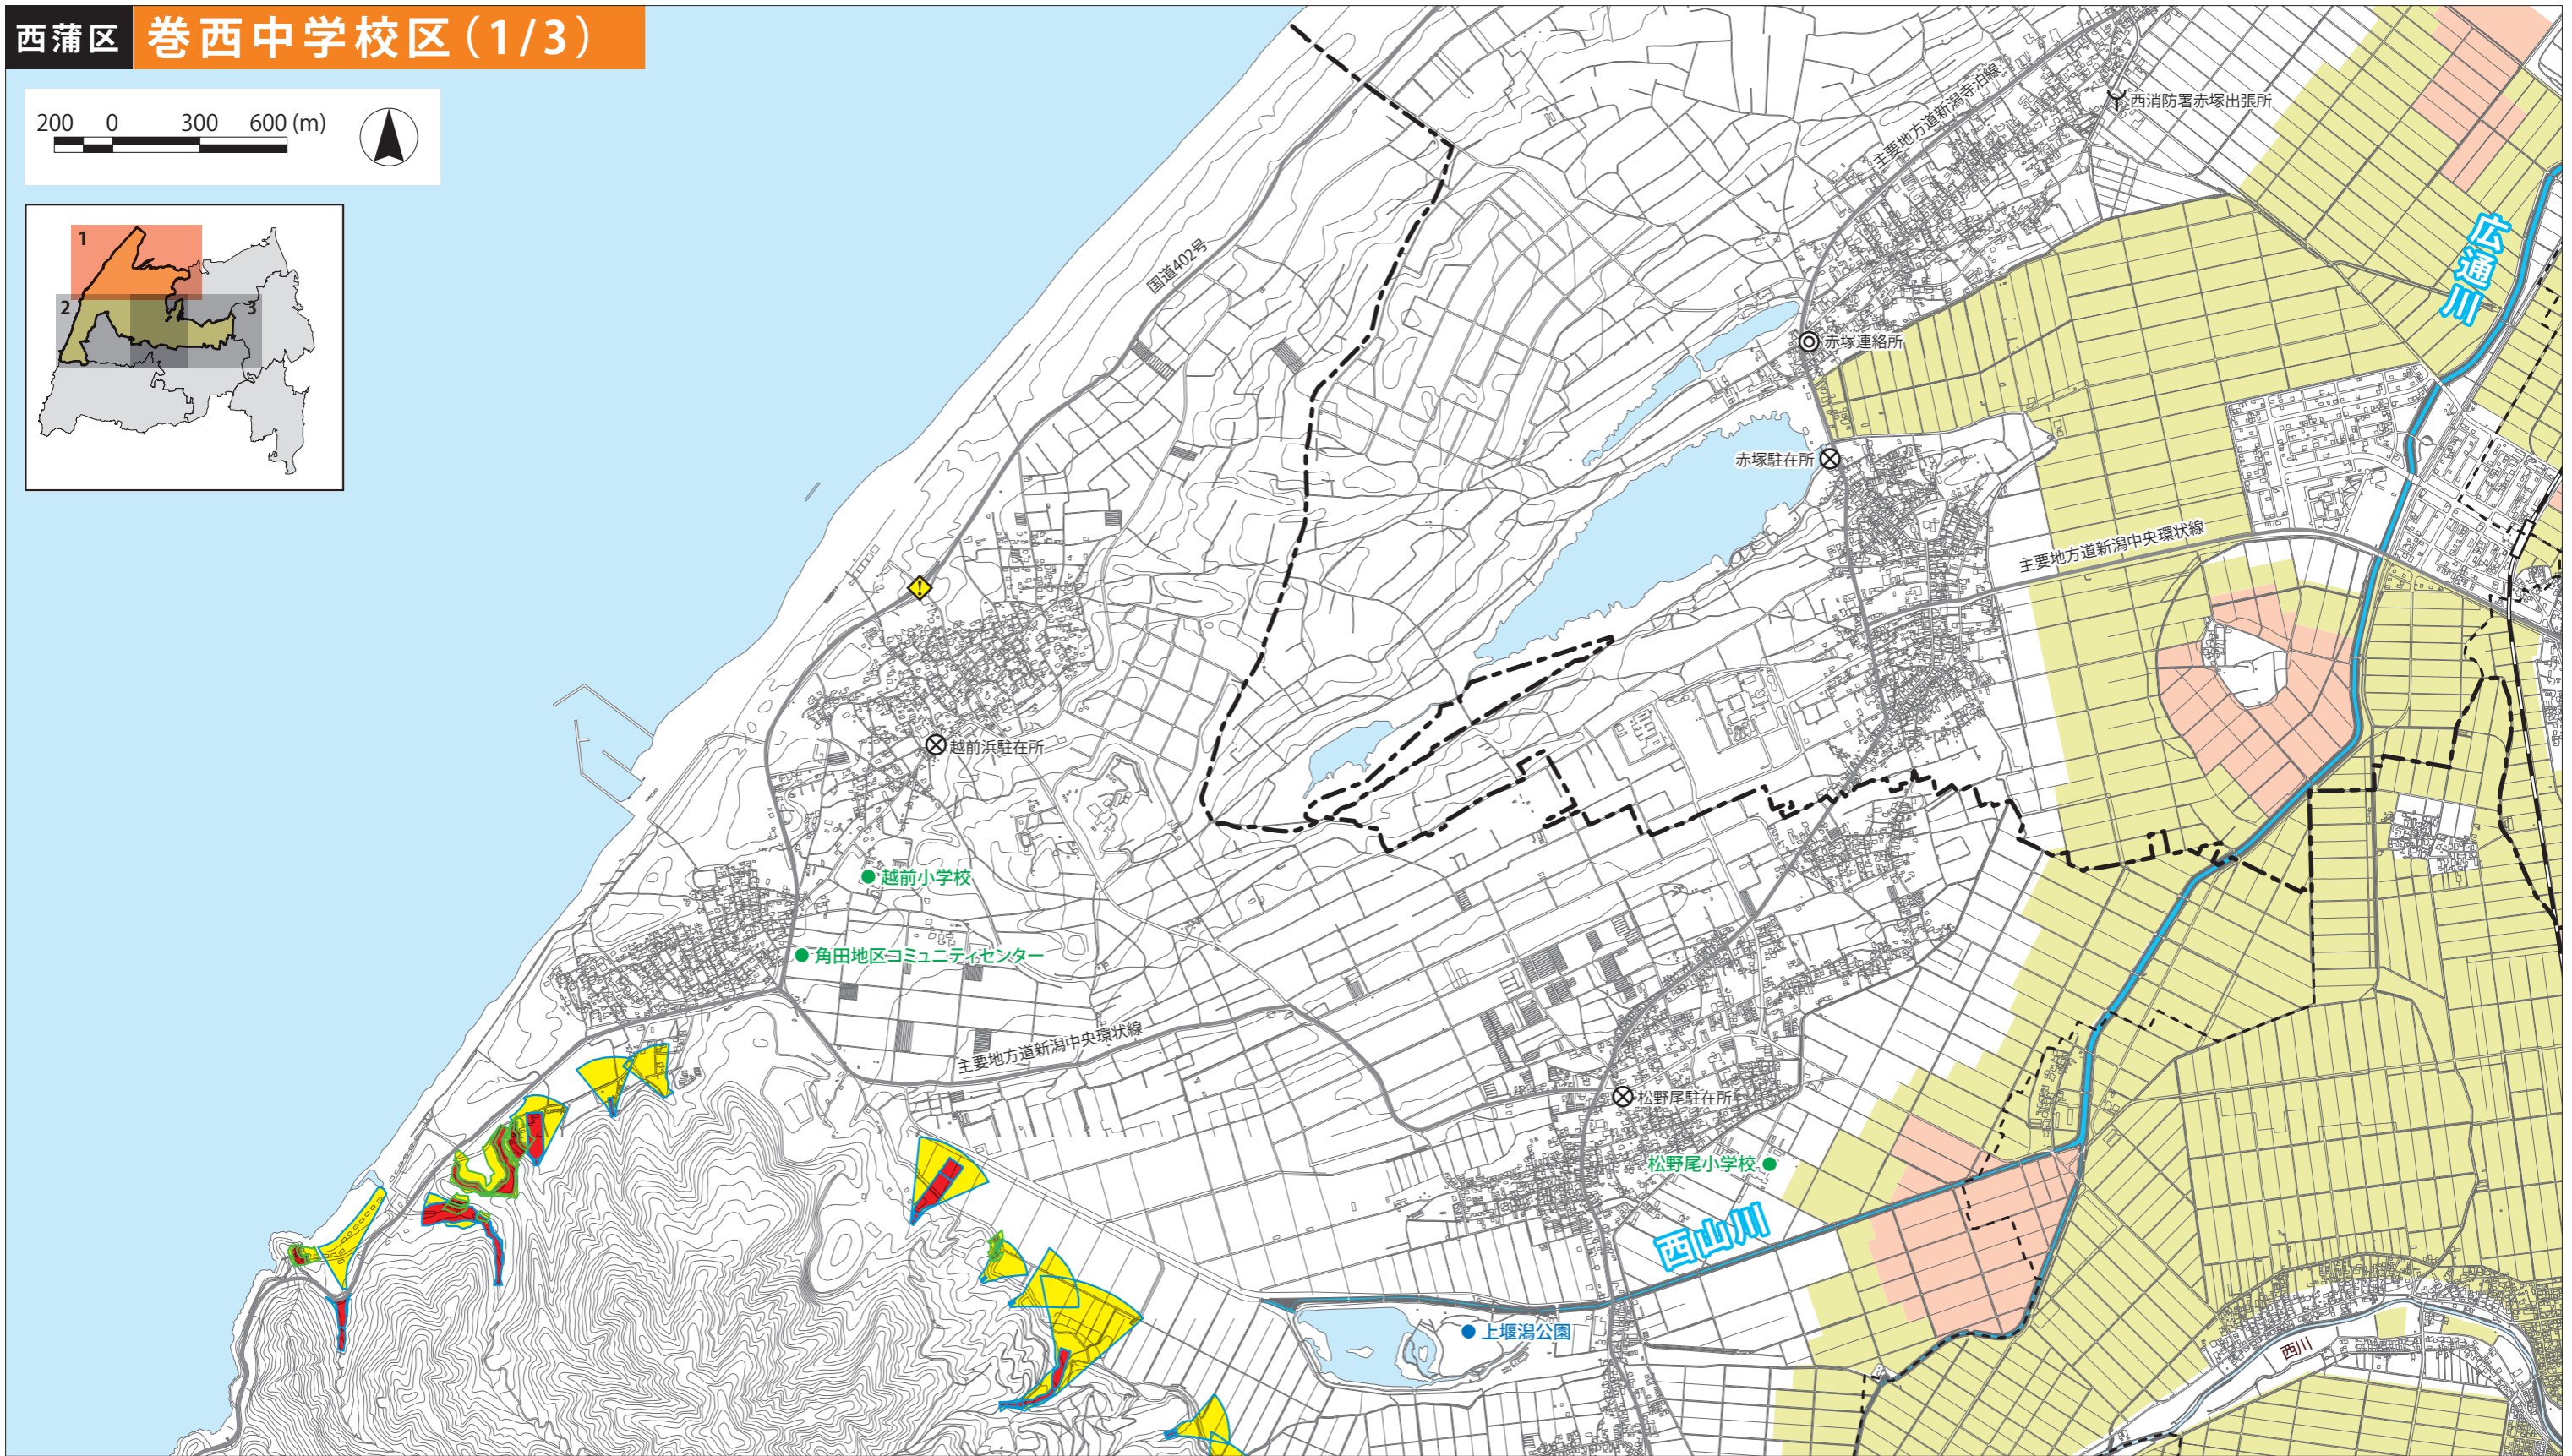 西蒲区
巻西中学校区(1/3)
200 0 300 600 (m)
1
2
3
国道402号
主要地方道新潟寺泊線
西消防署赤塚出張所
広通川
赤塚連絡所
赤塚駐在所
主要地方道新潟中央環状線
越前浜駐在所
越前小学校
角田地区コミュニティセンター
主要地方道新潟中央環状線
松野尾駐在所
松野尾小学校
西山川
上堰潟公園
西川